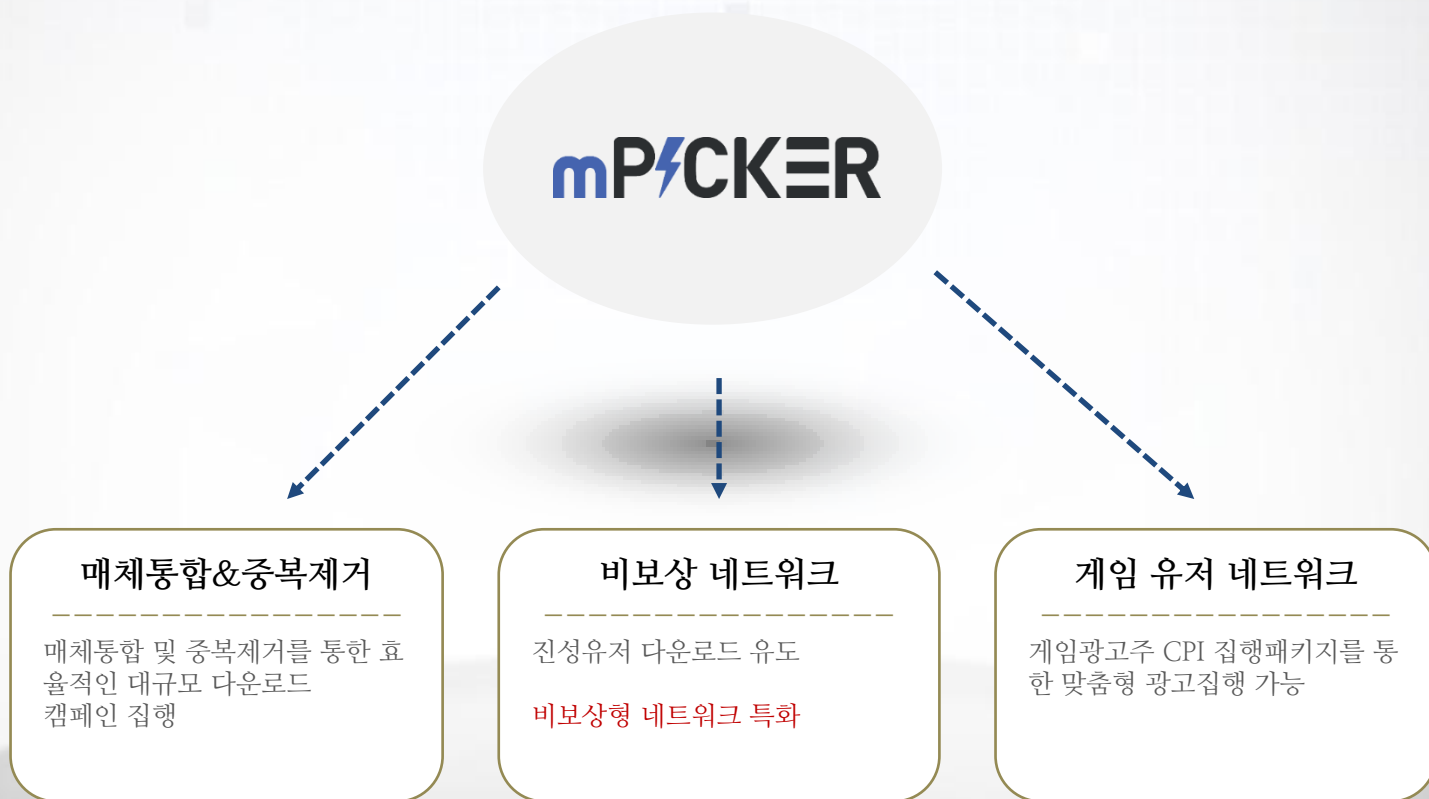 mPICKER
매체통합&중복제거
매체통합 및 중복제거를 통한 효
율적인 대규모 다운로드
캠페인 집행
비보상 네트워크
진성유저 다운로드 유도
비보상형 네트워크 특화
게임 유저 네트워크
게임광고주 CPI 집행패키지를 통
한 맞춤형 광고집행 가능